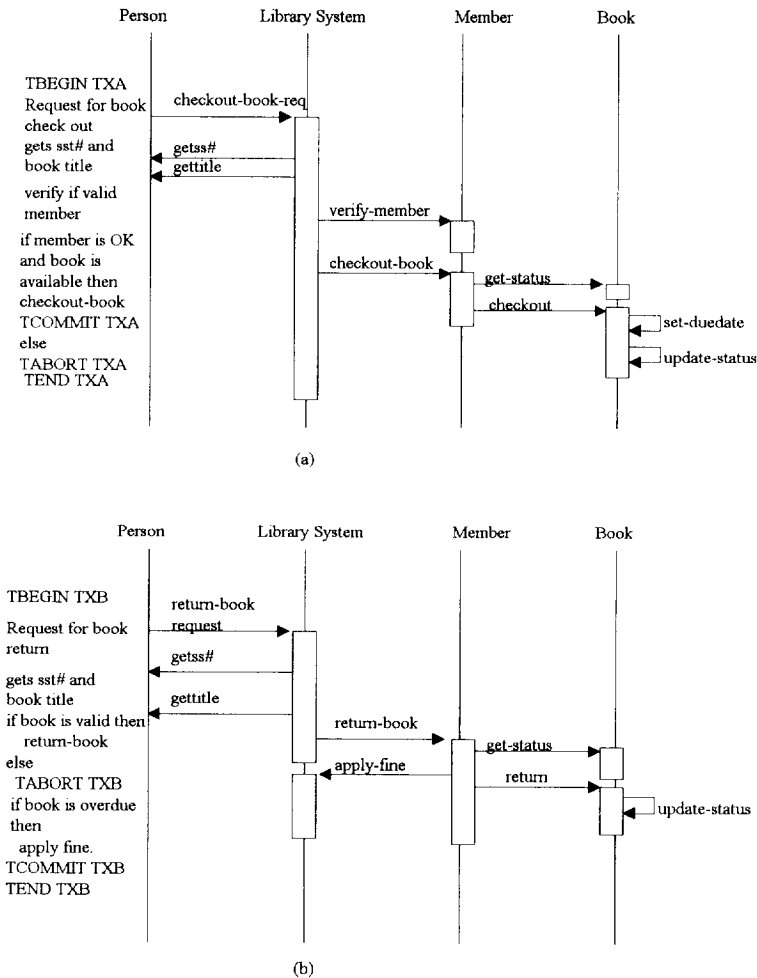 Person Library System Member Book
TBEGIN TXA
Request for book
check out
gets sst# and
book title
verify if valid
member
if member is OK
and book is
available then
checkout-book
TCOMMIT TXA
else
TABORT TXA
TEND TXA
checkout-book-req
getss#
gettitle
verify-member
checkout-book
get-status
checkout
set-duedate
update-status
(a)
Person Library System Member Book
TBEGIN TXB
Request for book
return
gets sst# and
book title
if book is valid then
return-book
else
TABORT TXB
if book is overdue
then
apply fine.
TCOMMIT TXB
TEND TXB
return-book
request
getss#
gettitle
return-book
get-status
apply-fine
return
update-status
(b)